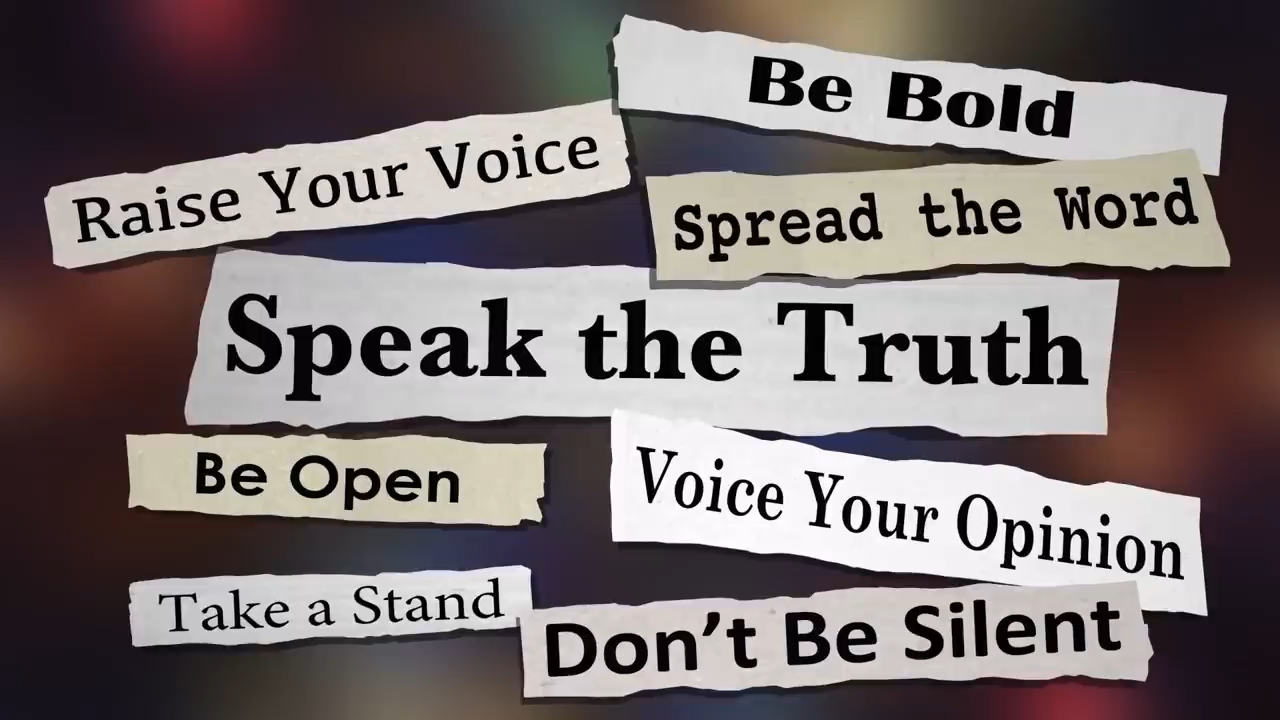 Be Bold
Raise Your Voice
Spread the Word
Speak the Truth
Be Open
Voice Your Opinion
Take a Stand
Don’t Be Silent